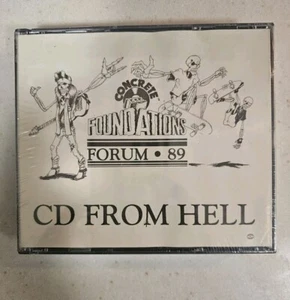 CONCRETE
FOUNDATIONS
FORUM • 89
CD FROM HELL